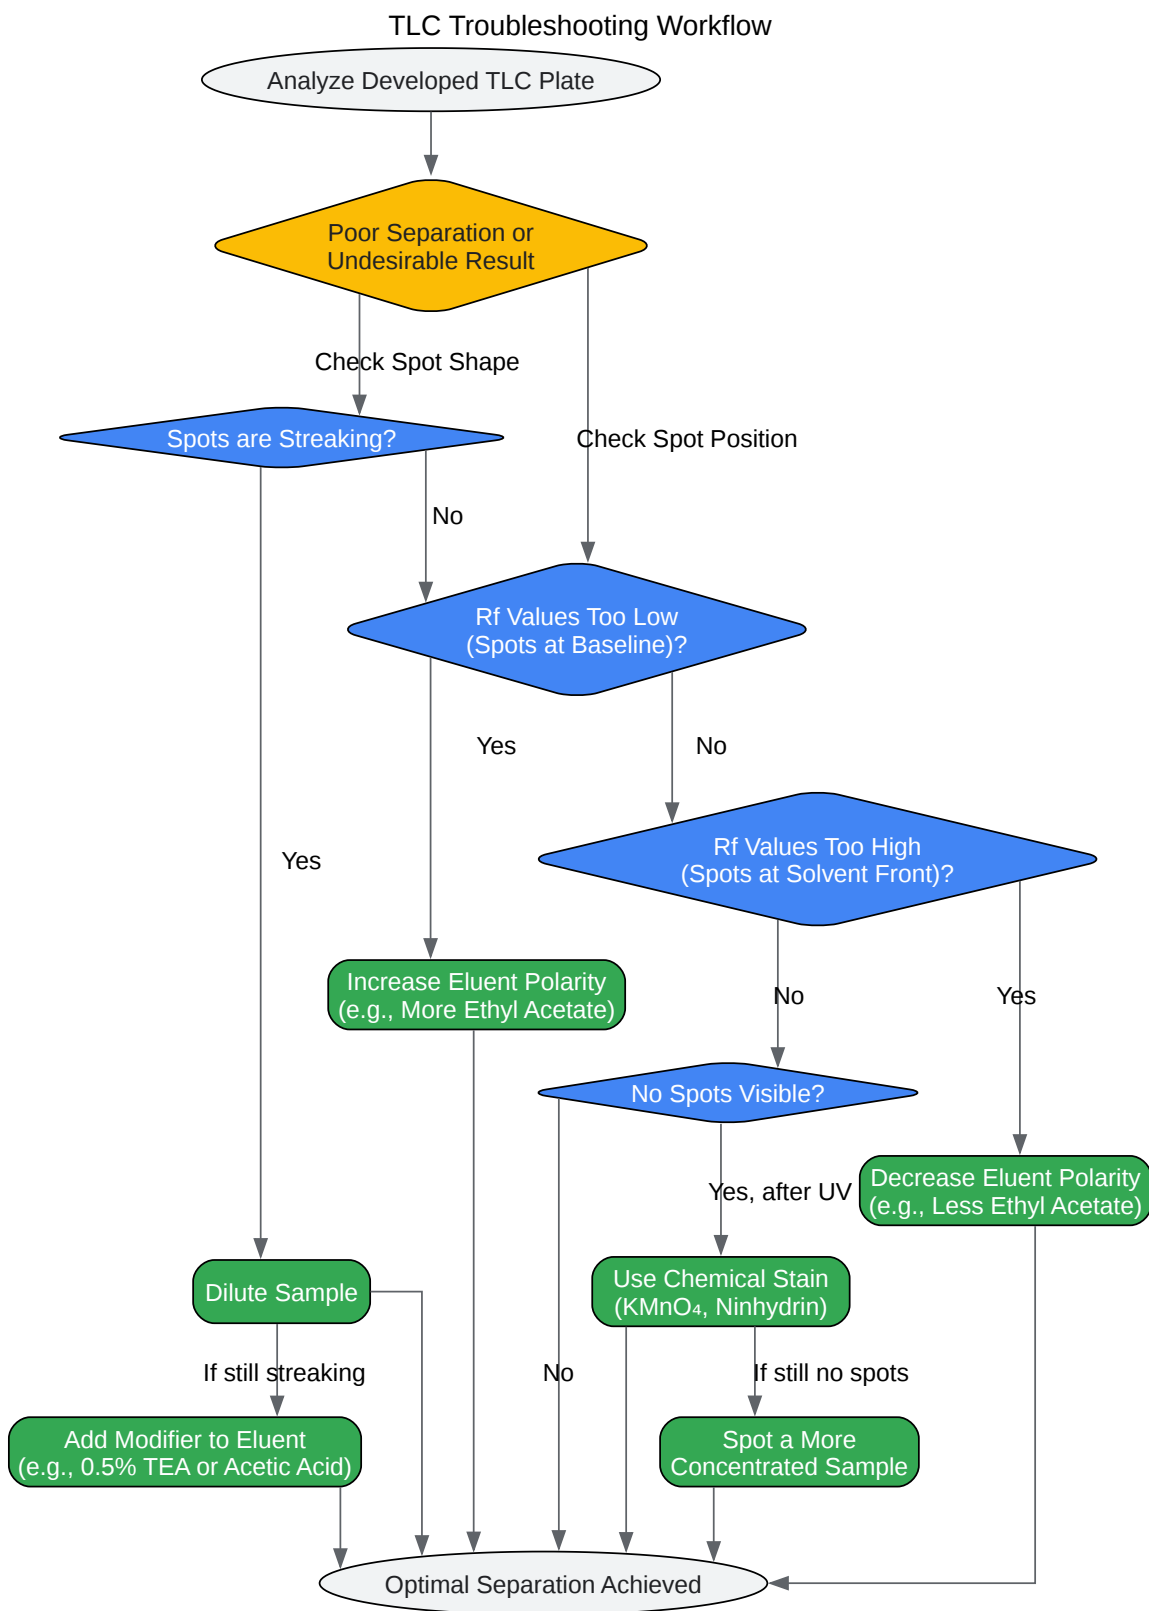 TLC Troubleshooting Workflow
Analyze Developed TLC Plate
Poor Separation or
Undesirable Result
Check Spot Shape
Spots are Streaking?
Check Spot Position
No
Rf Values Too Low
(Spots at Baseline)?
Yes
No
Rf Values Too High
(Spots at Solvent Front)?
Yes
Increase Eluent Polarity
(e.g., More Ethyl Acetate)
No
Yes
No Spots Visible?
Yes, after UV
Decrease Eluent Polarity
(e.g., Less Ethyl Acetate)
Dilute Sample
Use Chemical Stain
(KMnO₄, Ninhydrin)
If still streaking
No
If still no spots
Add Modifier to Eluent
(e.g., 0.5% TEA or Acetic Acid)
Spot a More
Concentrated Sample
Optimal Separation Achieved